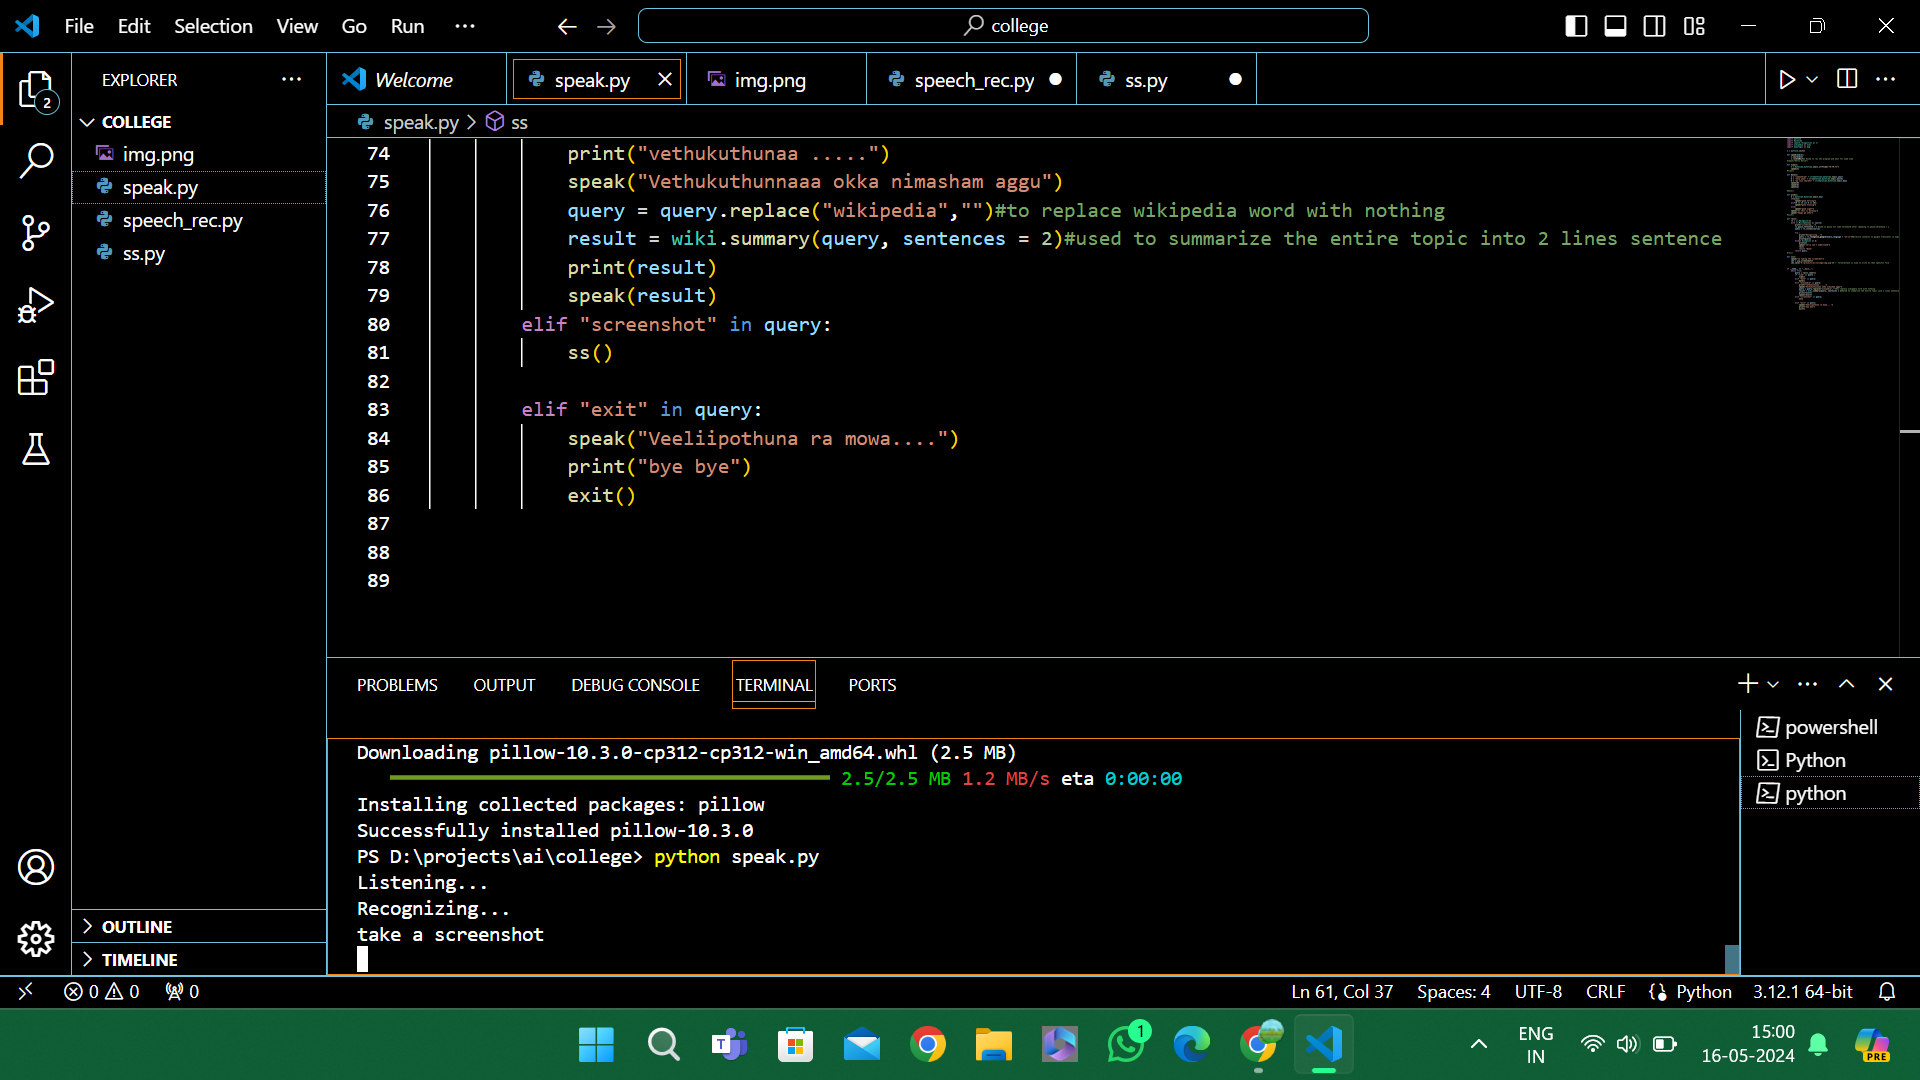 File Edit Selection View Go Run ... college
EXPLORER ...
Welcome speak.py img.png speech_rec.py ss.py
2
COLLEGE
speak.py > ss
img.png
speak.py
speech_rec.py
ss.py
74 print("vethukuthunaa .....")
75 speak("Vethukuthunnaaa okka nimasham aggu")
76 query = query.replace("wikipedia","")#to replace wikipedia word with nothing
77 result = wiki.summary(query, sentences = 2)#used to summarize the entire topic into 2 lines sentence
78 print(result)
79 speak(result)
80 elif "screenshot" in query:
81 ss()
82
83 elif "exit" in query:
84 speak("Veeliipothuna ra mowa....")
85 print("bye bye")
86 exit()
87
88
89
PROBLEMS OUTPUT DEBUG CONSOLE TERMINAL PORTS
Downloading pillow-10.3.0-cp312-cp312-win_amd64.whl (2.5 MB)
2.5/2.5 MB 1.2 MB/s eta 0:00:00
Installing collected packages: pillow
Successfully installed pillow-10.3.0
PS D:\projects\ai\college> python speak.py
Listening...
Recognizing...
take a screenshot
powershell
Python
python
OUTLINE
TIMELINE
0 0 0 Ln 61, Col 37 Spaces: 4 UTF-8 CRLF Python 3.12.1 64-bit
1
ENG
IN
15:00
16-05-2024
PRE